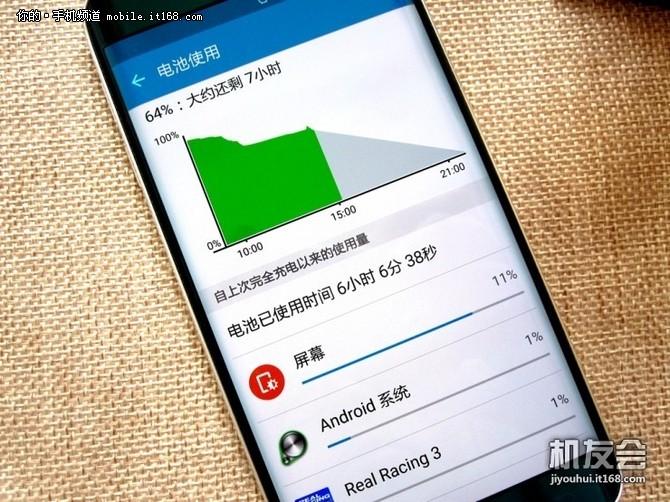 你的·手机频道 mobile.it168.com
电池使用
64%：大约还剩 7小时
100%
0%
10:00
15:00
21:00
自上次完全充电以来的使用量
电池已使用时间 6小时 6分 38秒
屏幕
11%
Android 系统
1%
Real Racing 3
1%
机友会
jiyouhui.it168.com